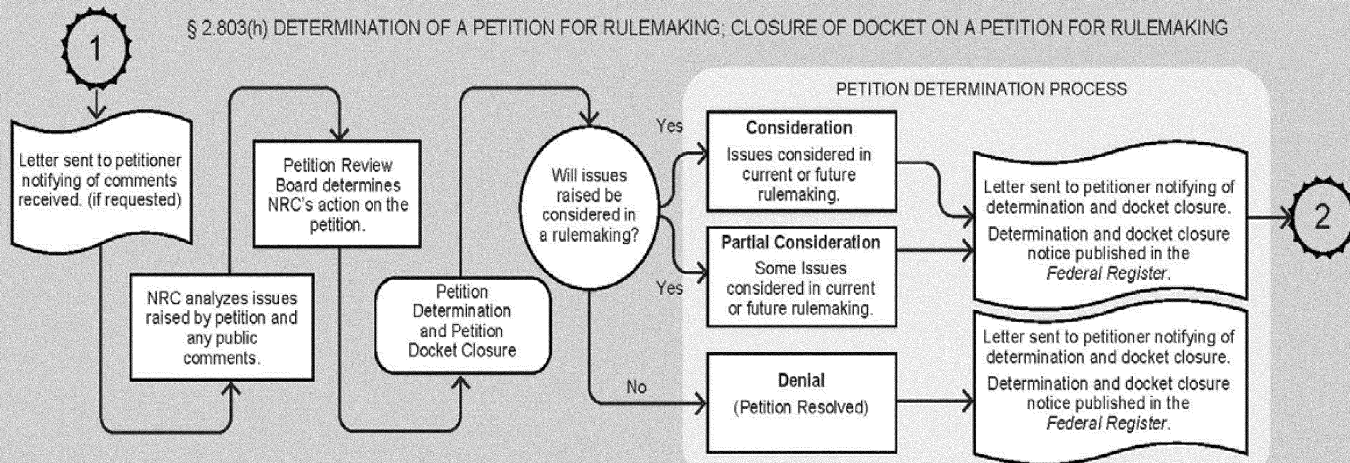 § 2.803(h) DETERMINATION OF A PETITION FOR RULEMAKING; CLOSURE OF DOCKET ON A PETITION FOR RULEMAKING
1
Letter sent to petitioner
notifying of comments
received. (if requested)
NRC analyzes issues
raised by petition and
any public
comments.
Petition Review
Board determines
NRC's action on the
petition.
Petition
Determination
and Petition
Docket Closure
Will issues
raised be
considered in
a rulemaking?
Yes
Yes
No
PETITION DETERMINATION PROCESS
Consideration
Issues considered in
current or future
rulemaking.
Partial Consideration
Some Issues
considered in current
or future rulemaking.
Denial
(Petition Resolved)
Letter sent to petitioner notifying of
determination and docket closure.
Determination and docket closure
notice published in the
Federal Register.
Letter sent to petitioner notifying of
determination and docket closure.
Determination and docket closure
notice published in the
Federal Register.
2